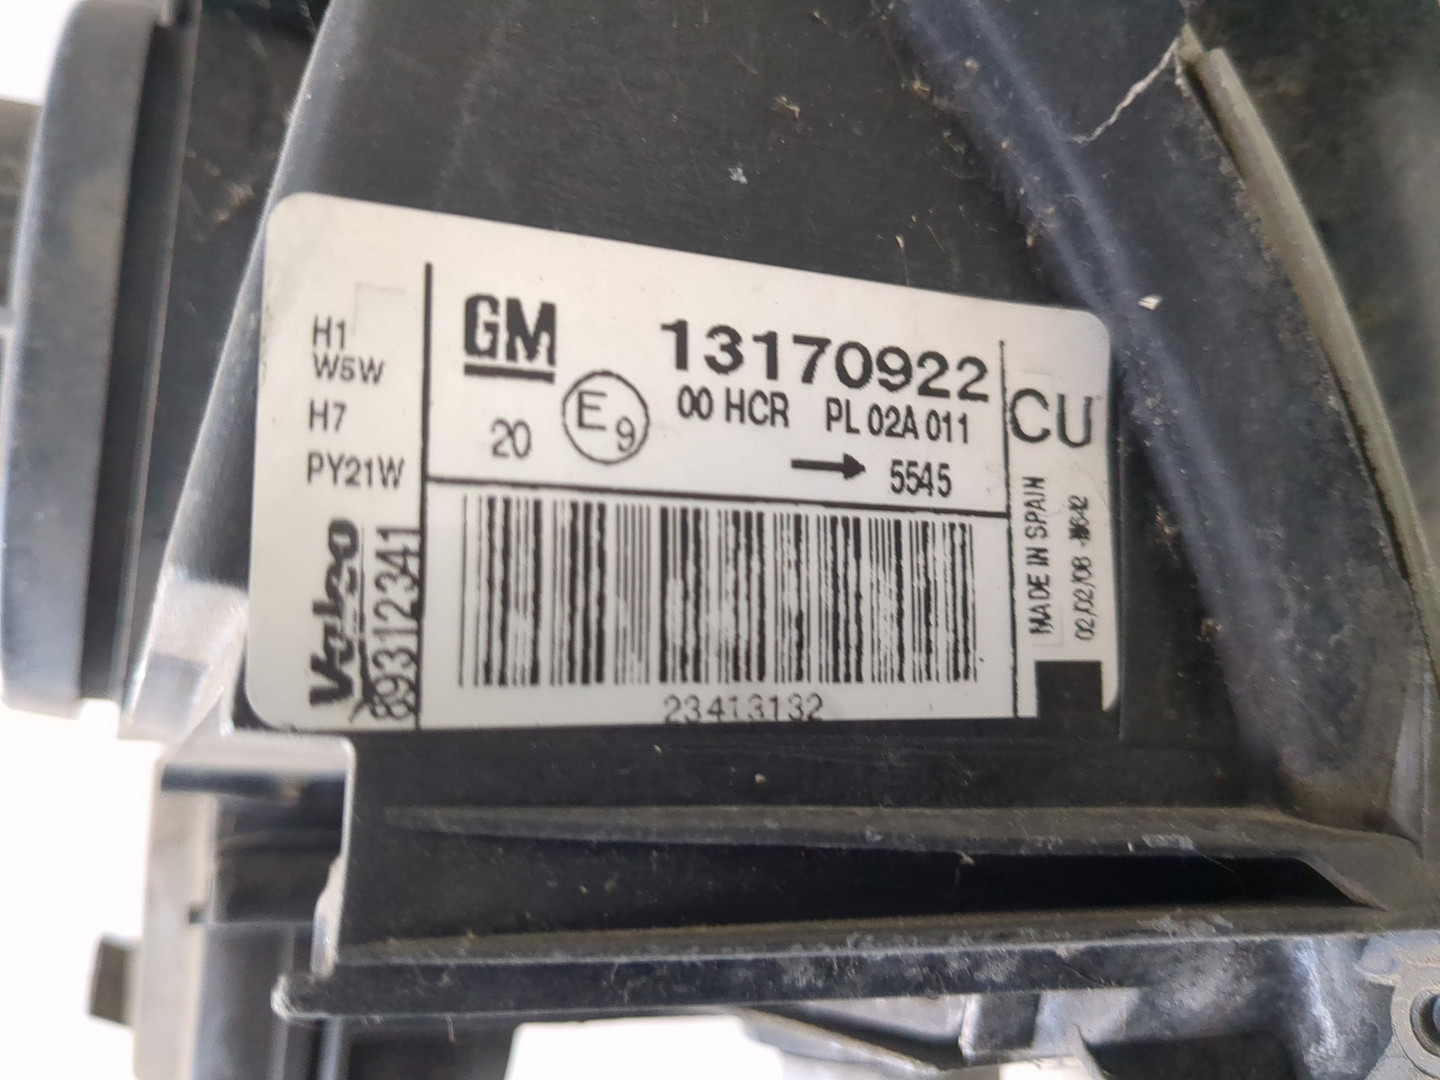 H1
W5W
H7
PY21W
Valeo
89312341
GM
13170922
20 E9 00 HCR PL 02A 011
→ 5545
23413132
CU
MADE IN SPAIN
02/02/08